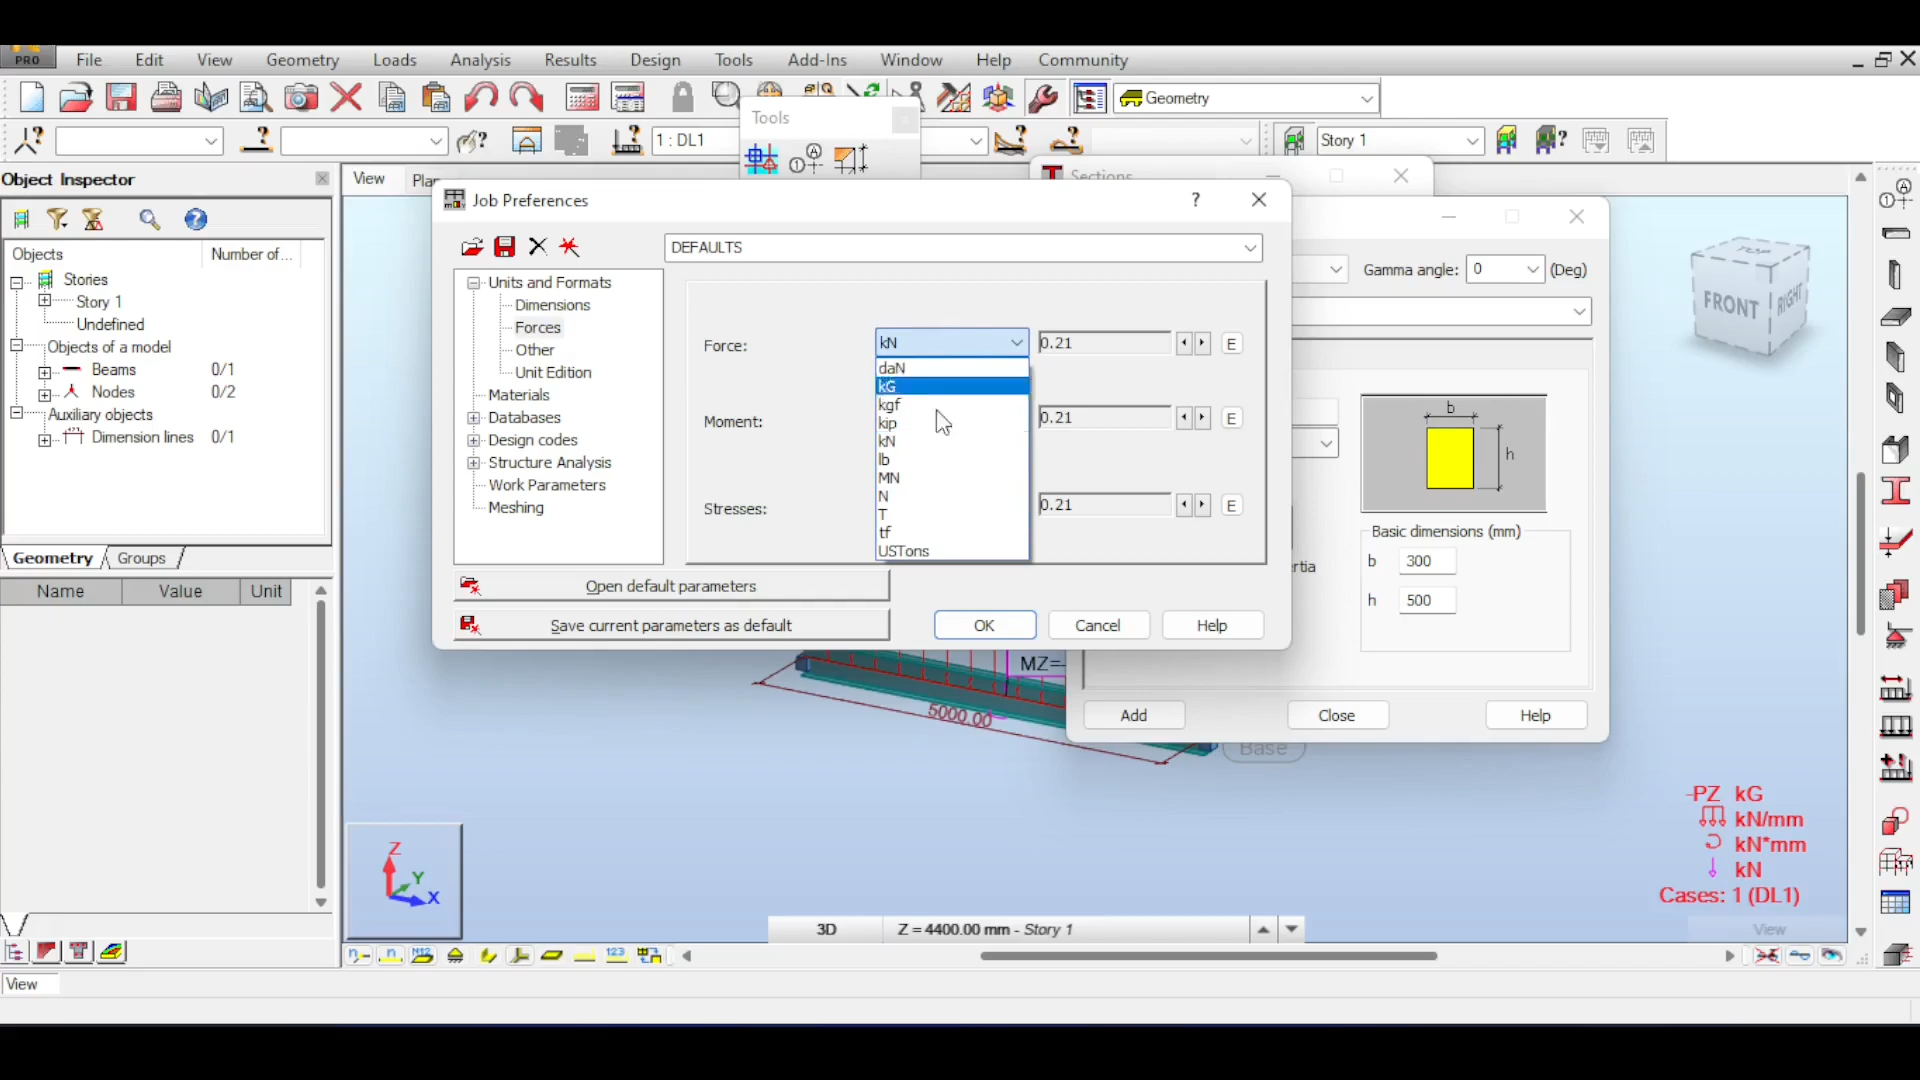 PRO File Edit View Geometry Loads Analysis Results Design Tools Add-Ins Window Help Community
Geometry
1 : DL1
Tools
Story 1
Object Inspector
View
Sections
Job Preferences
?
Objects Number of...
Stories
Story 1
Undefined
Objects of a model
Beams 0/1
Nodes 0/2
Auxiliary objects
Dimension lines 0/1
Geometry Groups
Name Value Unit
DEFAULTS
Units and Formats
Dimensions
Forces
Other
Unit Edition
Materials
Databases
Design codes
Structure Analysis
Work Parameters
Meshing
Force: kN 0.21 E
daN
kG
kgf
kip
kN
lb
MN
N
T
tf
USTons
Moment: 0.21 E
Stresses: 0.21 E
Open default parameters
Save current parameters as default
OK Cancel Help
Gamma angle: 0 (Deg)
b
h
Basic dimensions (mm)
b 300
h 500
Add Close Help
TOP
FRONT RIGHT
MZ=-
5000.00
Base
-PZ kG
kN/mm
kN*mm
kN
Cases: 1 (DL1)
View
Z
Y
X
3D Z = 4400.00 mm - Story 1
View